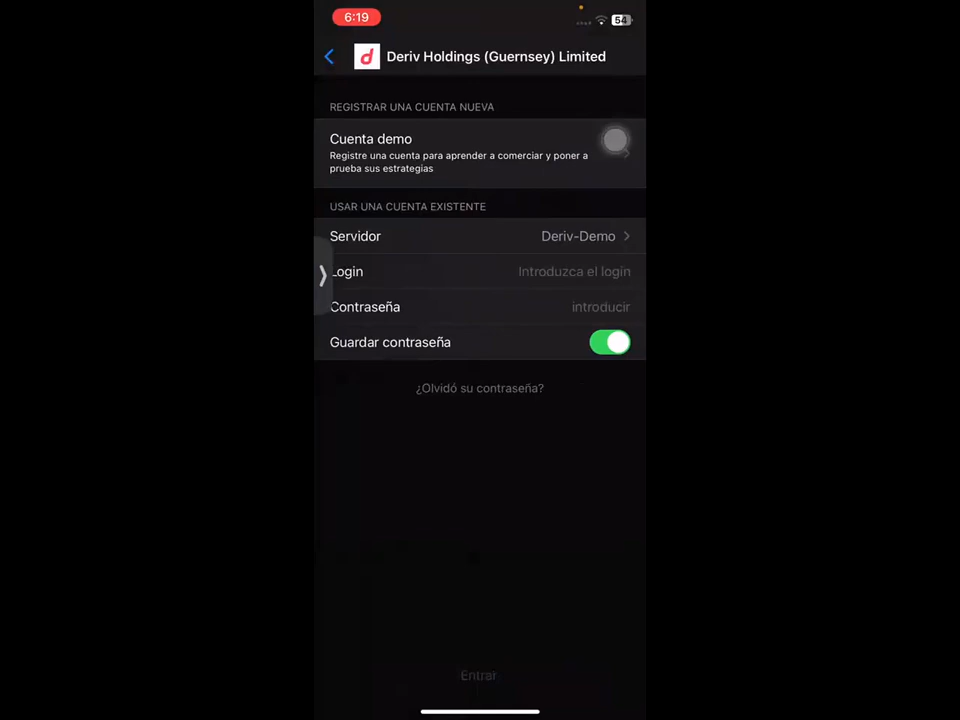 6:19
54
d Deriv Holdings (Guernsey) Limited
REGISTRAR UNA CUENTA NUEVA
Cuenta demo
Registre una cuenta para aprender a comerciar y poner a
prueba sus estrategias
USAR UNA CUENTA EXISTENTE
Servidor Deriv-Demo
Login Introduzca el login
Contraseña introducir
Guardar contraseña
¿Olvidó su contraseña?
Entrar